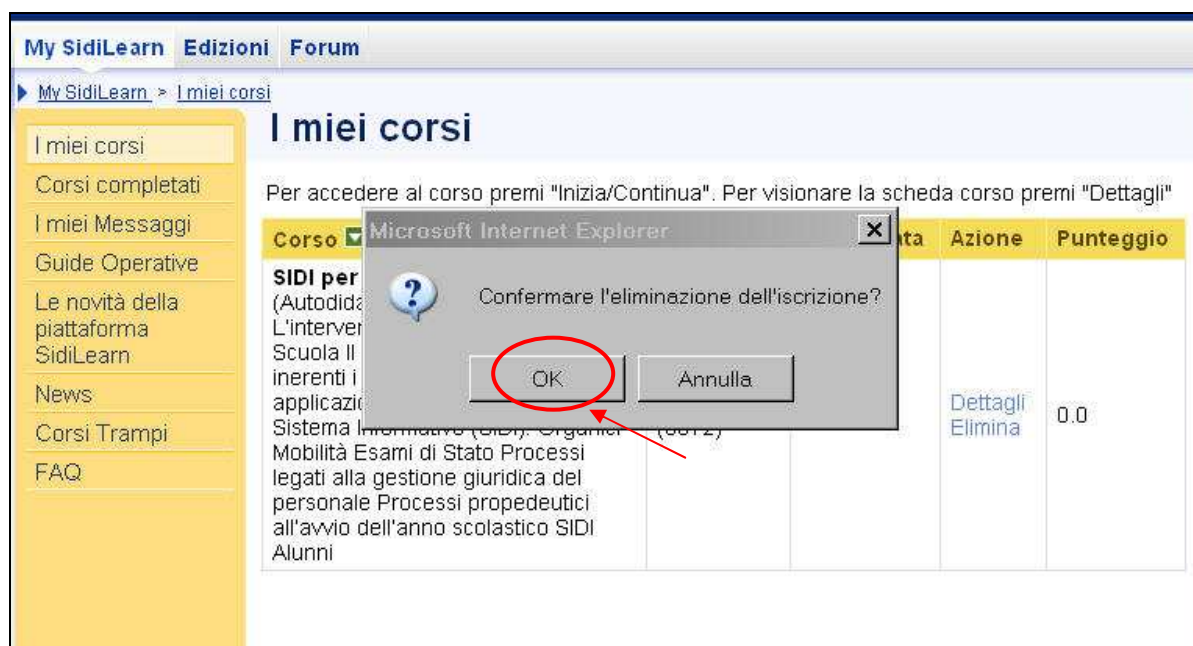 My SidiLearn Edizioni Forum
My SidiLearn > I miei corsi
I miei corsi
Corsi completati
I miei Messaggi
Guide Operative
Le novità della
piattaforma
SidiLearn
News
Corsi Trampi
FAQ
I miei corsi
Per accedere al corso premi "Inizia/Continua". Per visionare la scheda corso premi "Dettagli"
Corso Azione Punteggio
SIDI per
Scuola II
inerenti i
Sistema
Mobilità Esami di Stato Processi
legati alla gestione giuridica del
personale Processi propedeutici
all'avvio dell'anno scolastico SIDI
Alunni
Dettagli
Elimina
0.0
Microsoft Internet Explorer
Confermare l'eliminazione dell'iscrizione?
OK Annulla